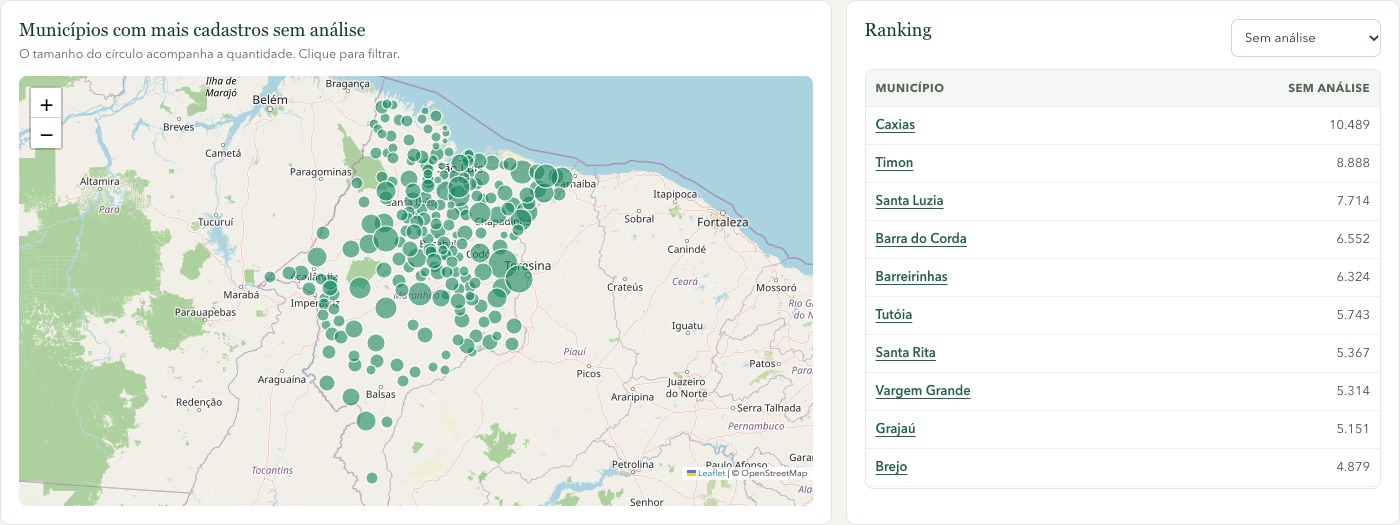 Municípios com mais cadastros sem análise
O tamanho do círculo acompanha a quantidade. Clique para filtrar.
+
−
Ilha de
Marajó
Bragança
Belém
Breves
Cametá
Paragominas
Altamira
Pará
Tucuruí
Parnaíba
Itapipoca
Sobral
Fortaleza
Chapadinha
Canindé
Teresina
Marabá
Crateús
Ceará
Mossoró
Parauapebas
Maranhão
Imperatriz
Iguatu
Piauí
Araguaína
Balsas
Picos
Patos
Redenção
Juazeiro
do Norte
Araripina
Serra Talhada
Pernambuco
Tocantins
Petrolina
Paulo Afonso
Senhor
Leaflet | © OpenStreetMap
Ranking
Sem análise
MUNICÍPIO SEM ANÁLISE
Caxias 10.489
Timon 8.888
Santa Luzia 7.714
Barra do Corda 6.552
Barreirinhas 6.324
Tutóia 5.743
Santa Rita 5.367
Vargem Grande 5.314
Grajaú 5.151
Brejo 4.879